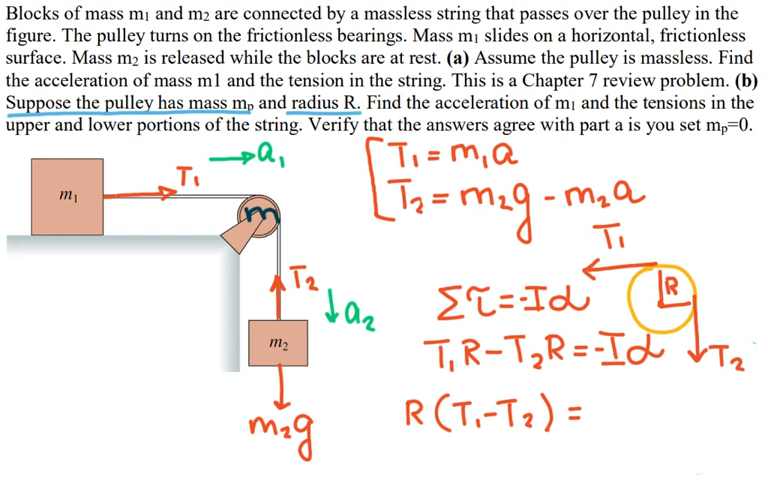 Blocks of mass m₁ and m₂ are connected by a massless string that passes over the pulley in the
figure. The pulley turns on the frictionless bearings. Mass m₁ slides on a horizontal, frictionless
surface. Mass m₂ is released while the blocks are at rest. (a) Assume the pulley is massless. Find
the acceleration of mass m1 and the tension in the string. This is a Chapter 7 review problem. (b)
Suppose the pulley has mass mₚ and radius R. Find the acceleration of m₁ and the tensions in the
upper and lower portions of the string. Verify that the answers agree with part a is you set mₚ=0.
a₁
T₁
m₁
m
T₂
a₂
m₂
m₂g
T₁ = m₁a
T₂ = m₂g - m₂a
T₁
R
T₂
Στ = -Iα
T₁R - T₂R = -Iα
R(T₁-T₂) =